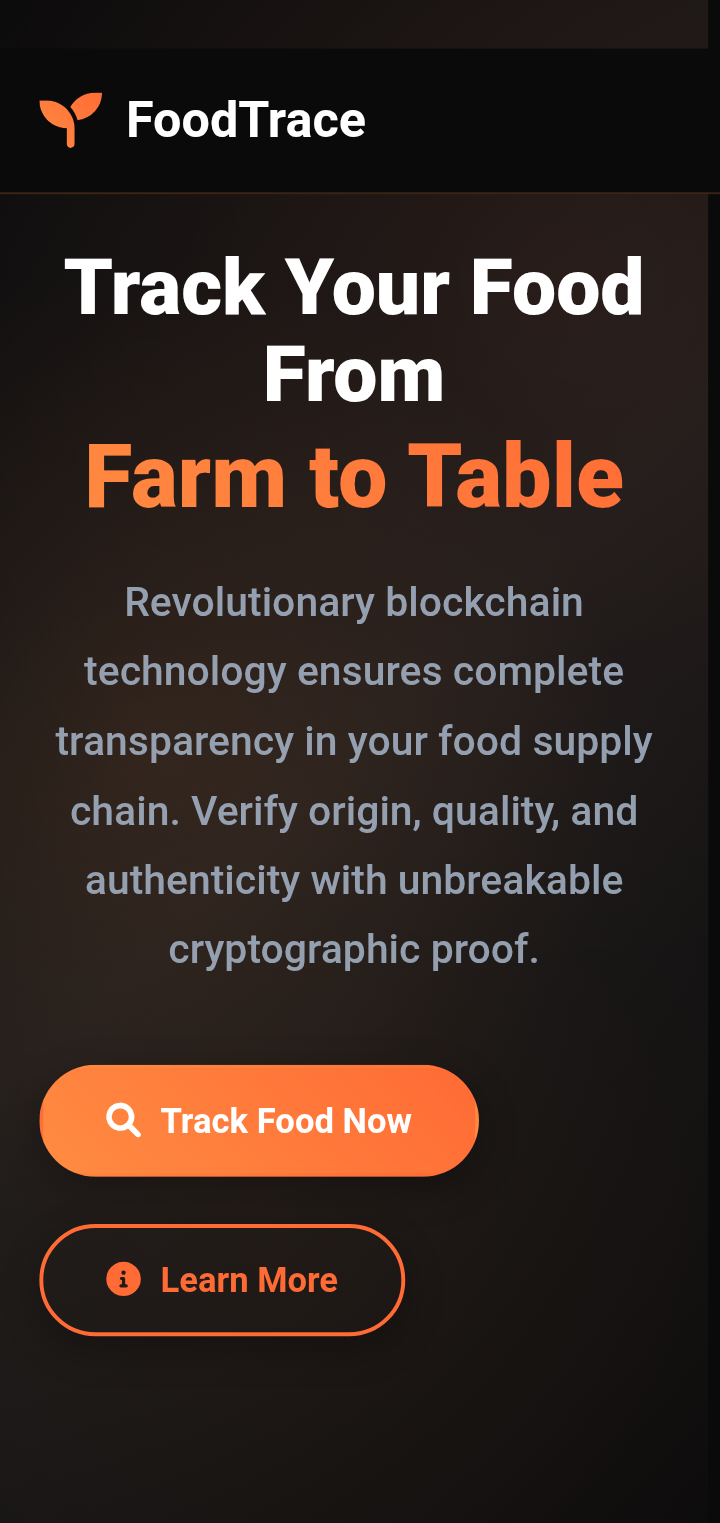 FoodTrace
Track Your Food
From
Farm to Table
Revolutionary blockchain
technology ensures complete
transparency in your food supply
chain. Verify origin, quality, and
authenticity with unbreakable
cryptographic proof.
Track Food Now
Learn More